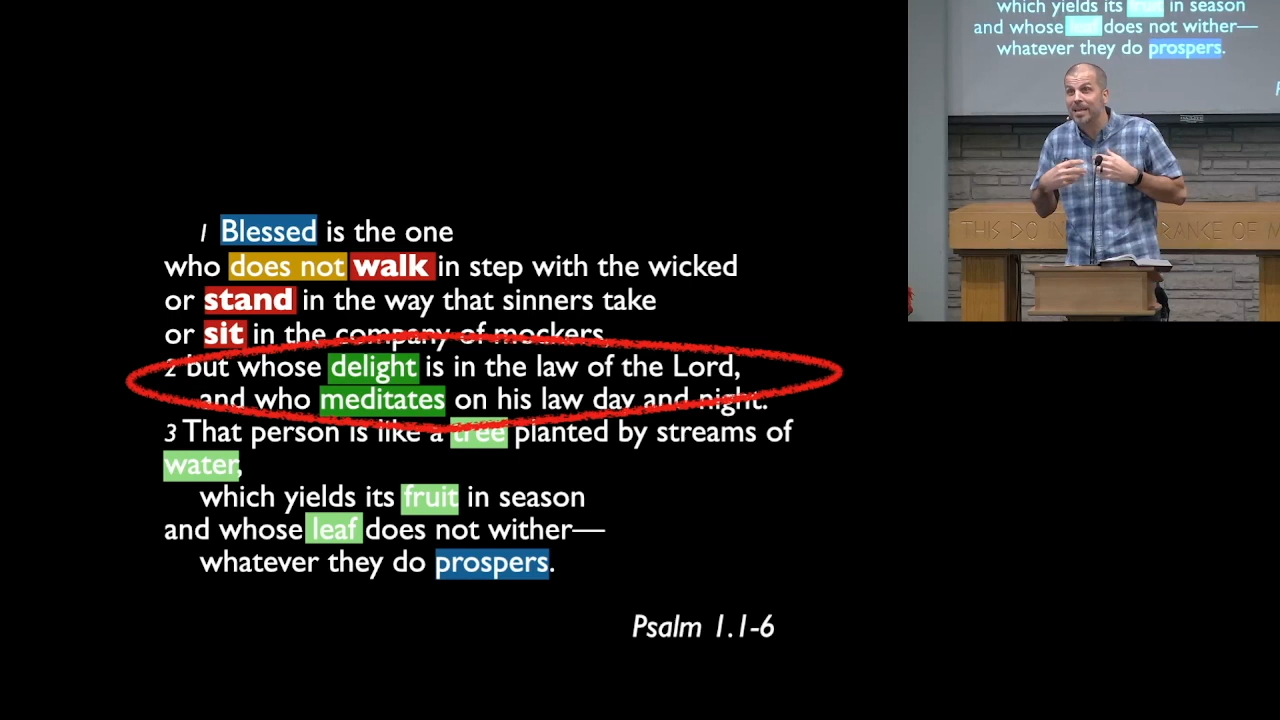 1 Blessed is the one
who does not walk in step with the wicked
or stand in the way that sinners take
or sit in the company of mockers,
2 but whose delight is in the law of the Lord,
and who meditates on his law day and night.
3 That person is like a tree planted by streams of
water,
which yields its fruit in season
and whose leaf does not wither—
whatever they do prospers.
Psalm 1.1-6
which yields its fruit in season
and whose leaf does not wither—
whatever they do prospers.
THIS DO IN RANCE OF